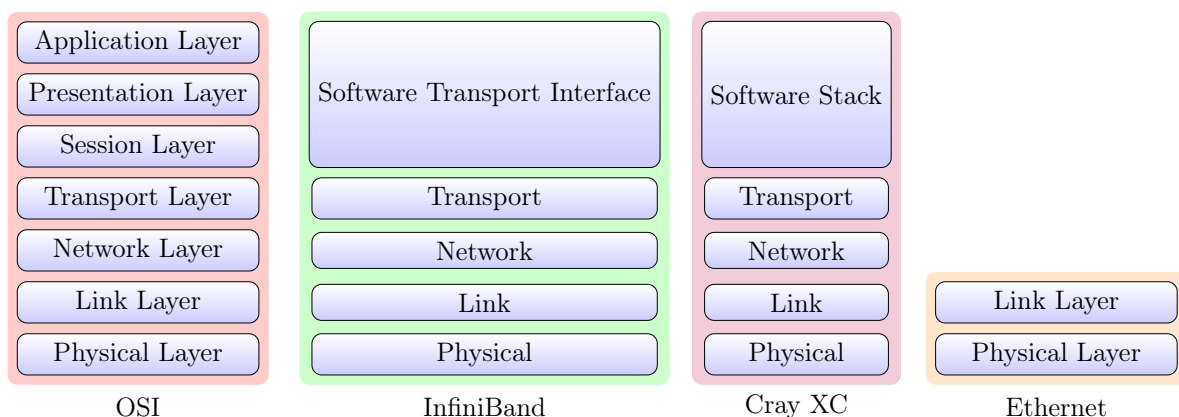 Application Layer
Presentation Layer
Session Layer
Transport Layer
Network Layer
Link Layer
Physical Layer
OSI
Software Transport Interface
Transport
Network
Link
Physical
InfiniBand
Software Stack
Transport
Network
Link
Physical
Cray XC
Link Layer
Physical Layer
Ethernet